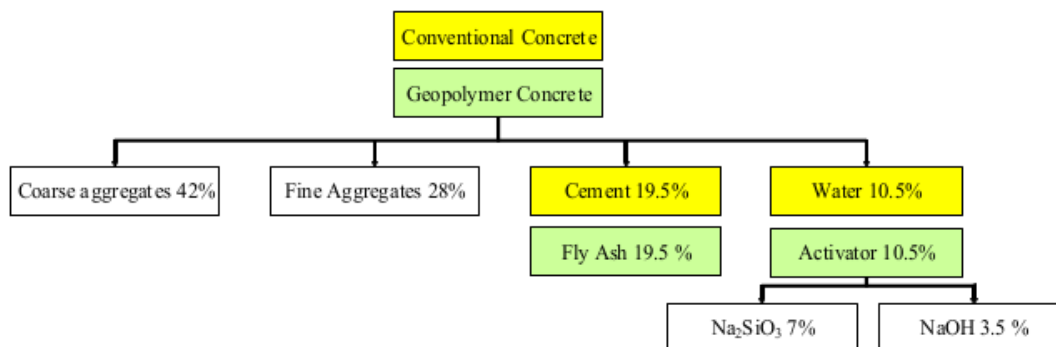 Conventional Concrete
Geopolymer Concrete
Coarse aggregates 42%
Fine Aggregates 28%
Cement 19.5%
Water 10.5%
Fly Ash 19.5 %
Activator 10.5%
Na₂SiO₃ 7%
NaOH 3.5 %